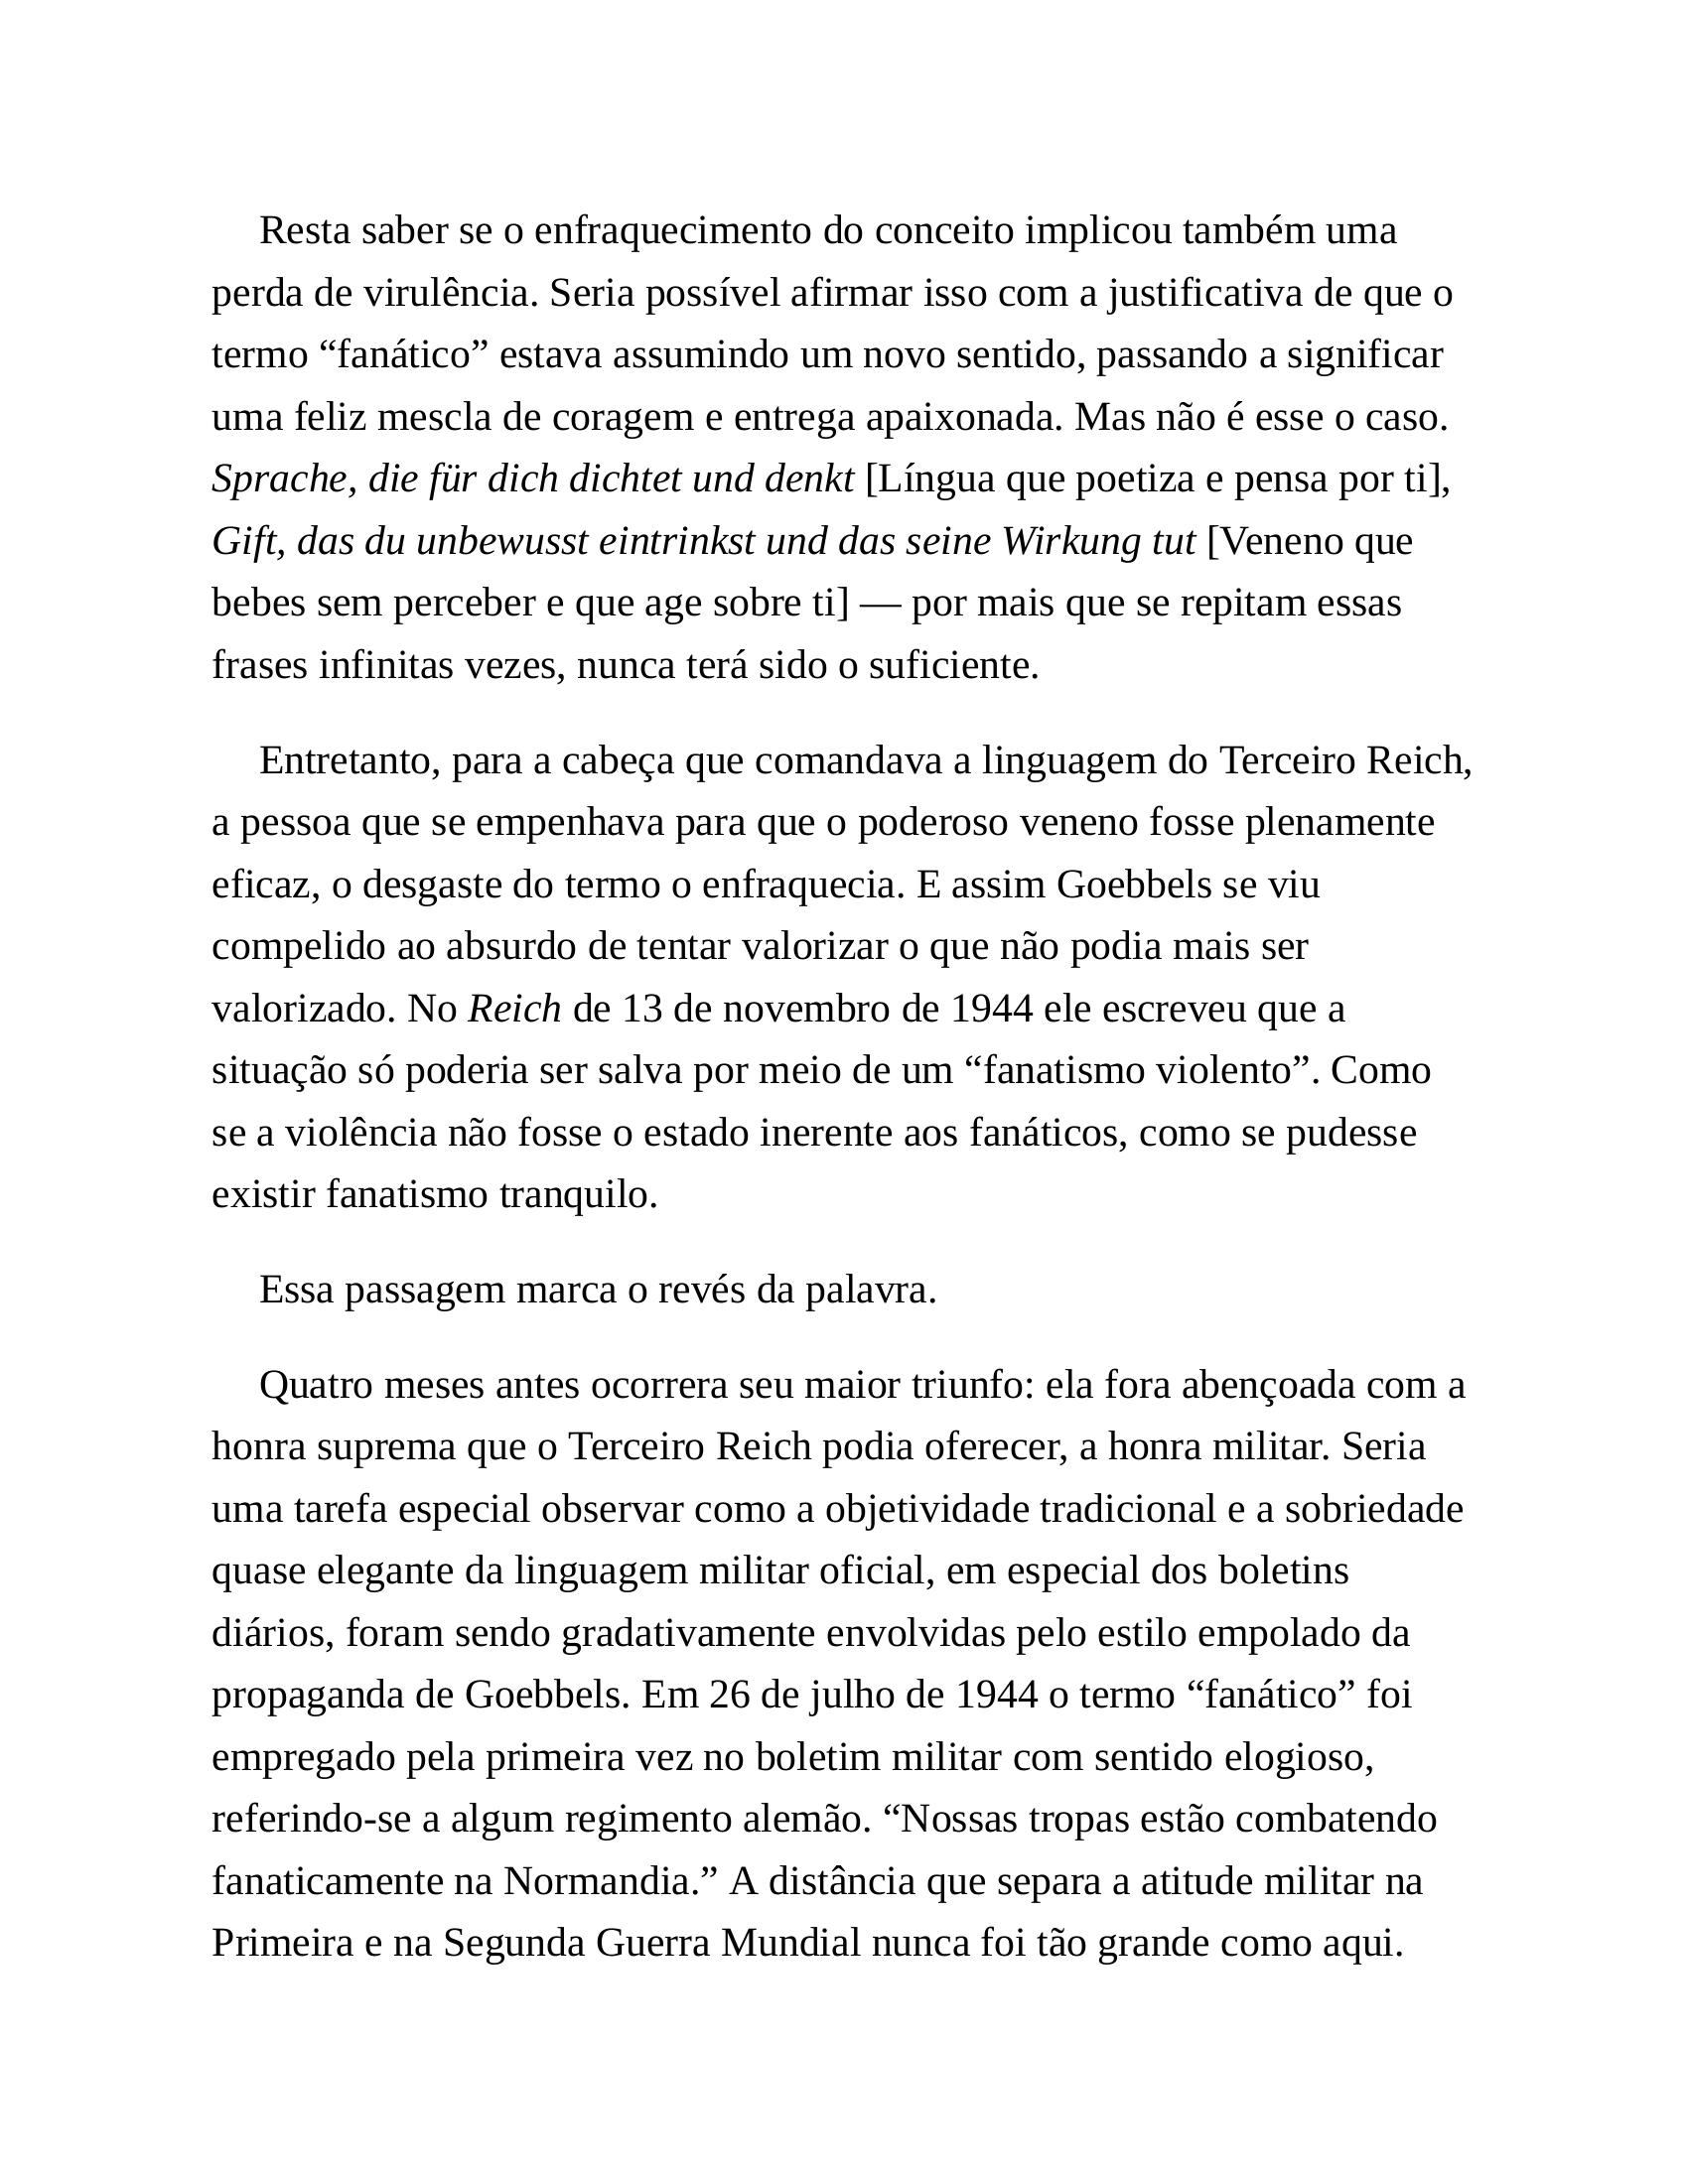 Resta saber se o enfraquecimento do conceito implicou também uma
perda de virulência. Seria possível afirmar isso com a justificativa de que o
termo “fanático” estava assumindo um novo sentido, passando a significar
uma feliz mescla de coragem e entrega apaixonada. Mas não é esse o caso.
Sprache, die für dich dichtet und denkt [Língua que poetiza e pensa por ti],
Gift, das du unbewusst eintrinkst und das seine Wirkung tut [Veneno que
bebes sem perceber e que age sobre ti] — por mais que se repitam essas
frases infinitas vezes, nunca terá sido o suficiente.
Entretanto, para a cabeça que comandava a linguagem do Terceiro Reich,
a pessoa que se empenhava para que o poderoso veneno fosse plenamente
eficaz, o desgaste do termo o enfraquecia. E assim Goebbels se viu
compelido ao absurdo de tentar valorizar o que não podia mais ser
valorizado. No Reich de 13 de novembro de 1944 ele escreveu que a
situação só poderia ser salva por meio de um “fanatismo violento”. Como
se a violência não fosse o estado inerente aos fanáticos, como se pudesse
existir fanatismo tranquilo.
Essa passagem marca o revés da palavra.
Quatro meses antes ocorrera seu maior triunfo: ela fora abençoada com a
honra suprema que o Terceiro Reich podia oferecer, a honra militar. Seria
uma tarefa especial observar como a objetividade tradicional e a sobriedade
quase elegante da linguagem militar oficial, em especial dos boletins
diários, foram sendo gradativamente envolvidas pelo estilo empolado da
propaganda de Goebbels. Em 26 de julho de 1944 o termo “fanático” foi
empregado pela primeira vez no boletim militar com sentido elogioso,
referindo-se a algum regimento alemão. “Nossas tropas estão combatendo
fanaticamente na Normandia.” A distância que separa a atitude militar na
Primeira e na Segunda Guerra Mundial nunca foi tão grande como aqui.